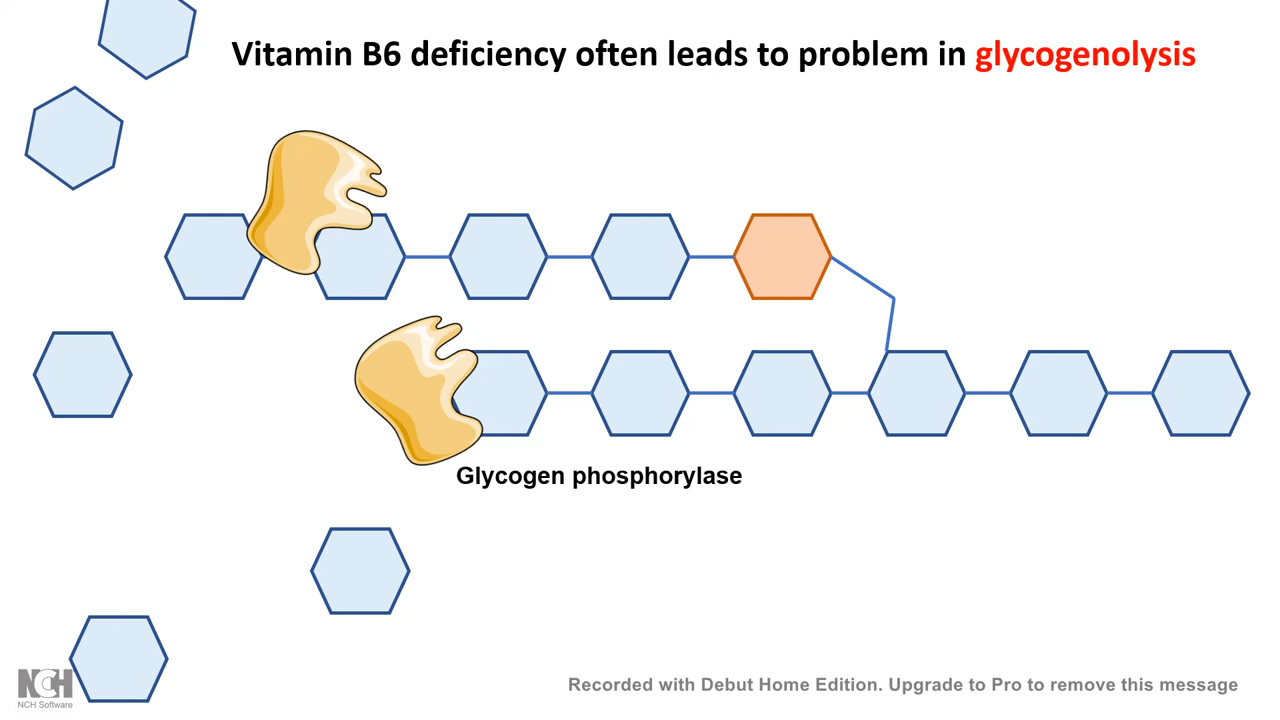 Vitamin B6 deficiency often leads to problem in glycogenolysis
Glycogen phosphorylase
NCH
NCH Software
Recorded with Debut Home Edition. Upgrade to Pro to remove this message